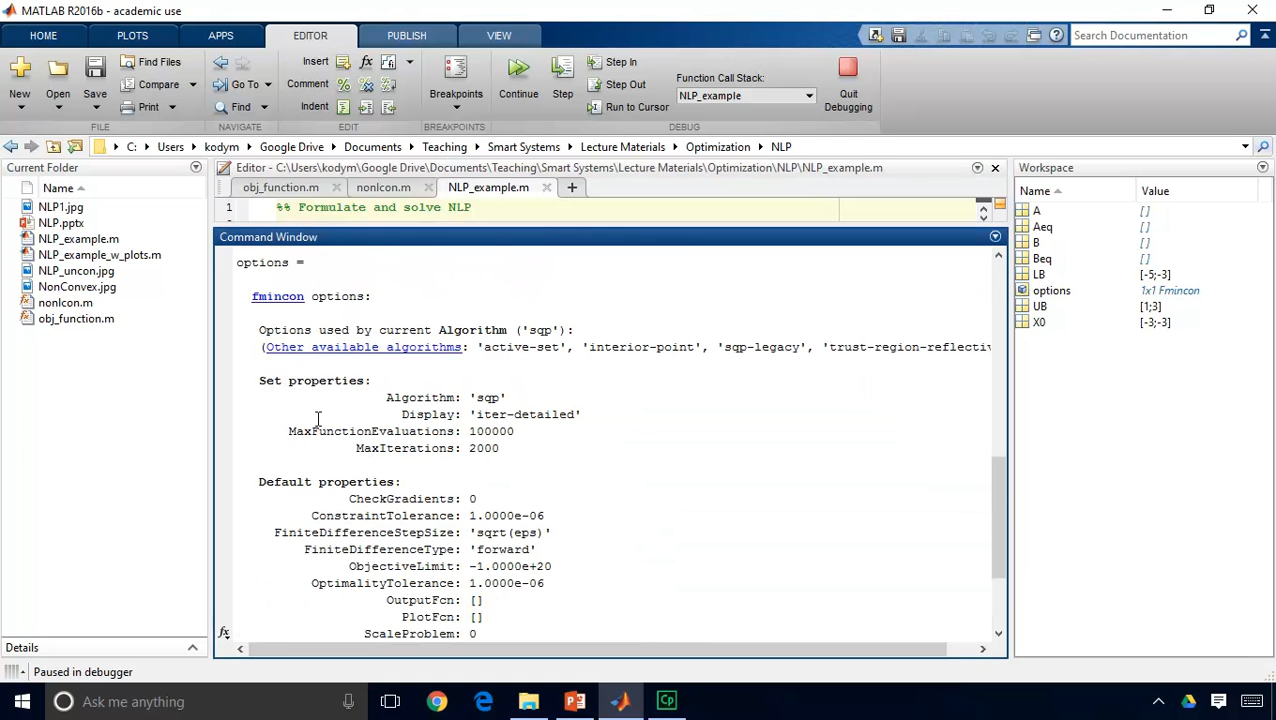 MATLAB R2016b - academic use
HOME PLOTS APPS EDITOR PUBLISH VIEW Search Documentation
New Open Save Find Files Compare Print
Go To Find
Insert fx Comment % Indent
Breakpoints Continue Step Step In Step Out Run to Cursor
Function Call Stack: NLP_example Quit Debugging
FILE NAVIGATE EDIT BREAKPOINTS DEBUG
C: Users kodym Google Drive Documents Teaching Smart Systems Lecture Materials Optimization NLP
Current Folder
Name
NLP1.jpg
NLP.pptx
NLP_example.m
NLP_example_w_plots.m
NLP_uncon.jpg
NonConvex.jpg
nonlcon.m
obj_function.m
Details
Editor - C:\Users\kodym\Google Drive\Documents\Teaching\Smart Systems\Lecture Materials\Optimization\NLP\NLP_example.m
obj_function.m nonlcon.m NLP_example.m
1 %% Formulate and solve NLP
Command Window
options =
fmincon options:
Options used by current Algorithm ('sqp'):
(Other available algorithms: 'active-set', 'interior-point', 'sqp-legacy', 'trust-region-reflectiv
Set properties:
Algorithm: 'sqp'
Display: 'iter-detailed'
MaxFunctionEvaluations: 100000
MaxIterations: 2000
Default properties:
CheckGradients: 0
ConstraintTolerance: 1.0000e-06
FiniteDifferenceStepSize: 'sqrt(eps)'
FiniteDifferenceType: 'forward'
ObjectiveLimit: -1.0000e+20
OptimalityTolerance: 1.0000e-06
OutputFcn: []
PlotFcn: []
ScaleProblem: 0
fx
Workspace
Name Value
A []
Aeq []
B []
Beq []
LB [-5;-3]
options 1x1 Fmincon
UB [1;3]
X0 [-3;-3]
Paused in debugger
Ask me anything
Cp